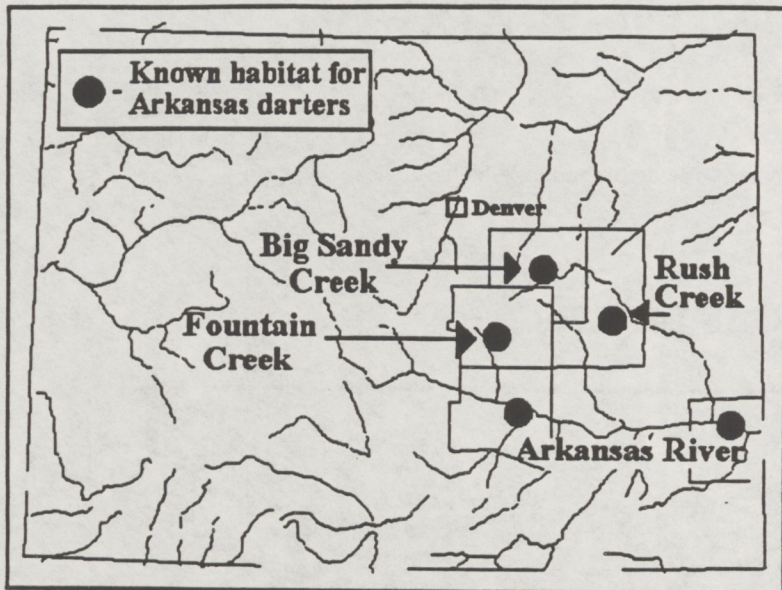 - Known habitat for
Arkansas darters
Denver
Big Sandy
Creek
Rush
Creek
Fountain
Creek
Arkansas River